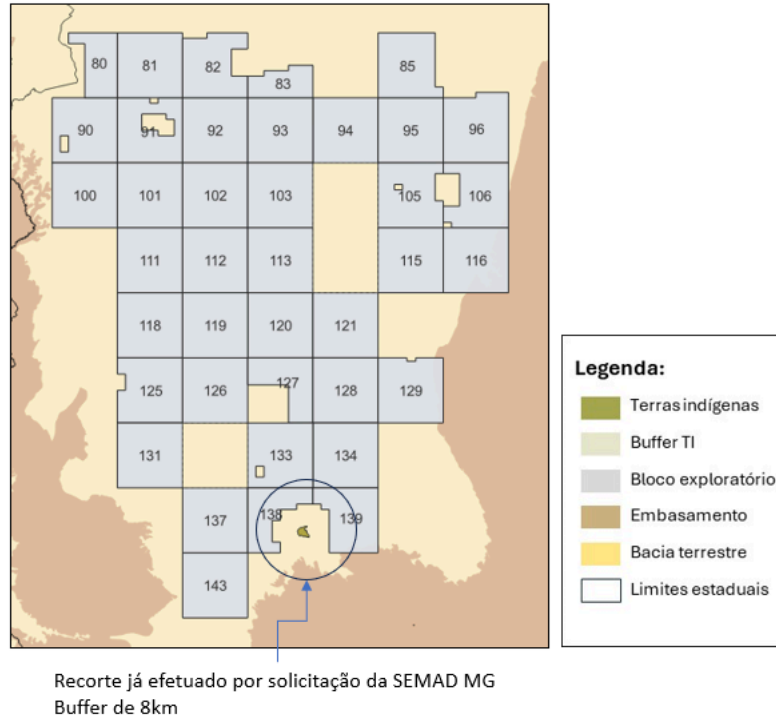 80 81 82 83 85
90 91 92 93 94 95 96
100 101 102 103 105 106
111 112 113 115 116
118 119 120 121
125 126 127 128 129
131 133 134
137 138 139
143
Legenda:
Terras indígenas
Buffer TI
Bloco exploratório
Embasamento
Bacia terrestre
Limites estaduais
Recorte já efetuado por solicitação da SEMAD MG
Buffer de 8km